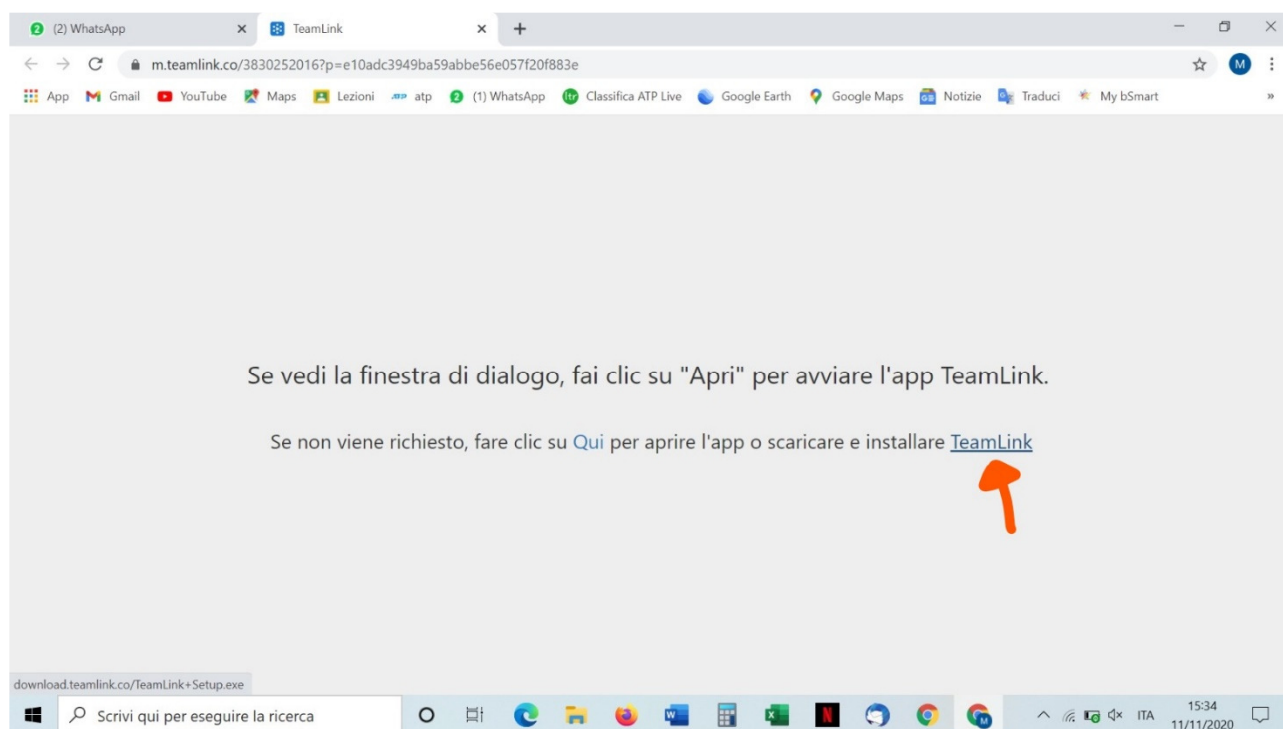 (2) WhatsApp
TeamLink
m.teamlink.co/3830252016?p=e10adc3949ba59abbe56e057f20f883e
M
App Gmail YouTube Maps Lezioni atp (1) WhatsApp Classifica ATP Live Google Earth Google Maps Notizie Traduci My bSmart »
Se vedi la finestra di dialogo, fai clic su "Apri" per avviare l'app TeamLink.
Se non viene richiesto, fare clic su Qui per aprire l'app o scaricare e installare TeamLink
download.teamlink.co/TeamLink+Setup.exe
Scrivi qui per eseguire la ricerca
ITA
15:34
11/11/2020